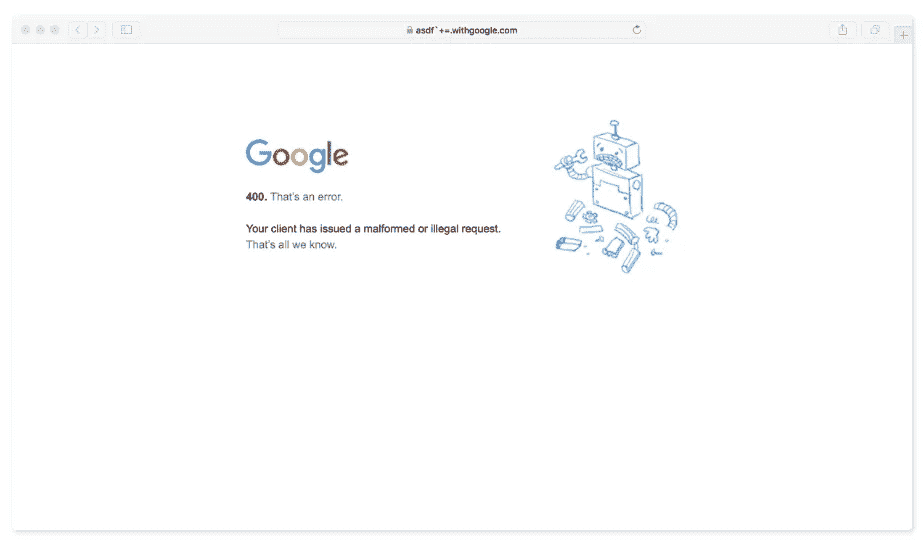 asdf`+=.withgoogle.com
Google
400. That's an error.
Your client has issued a malformed or illegal request.
That's all we know.